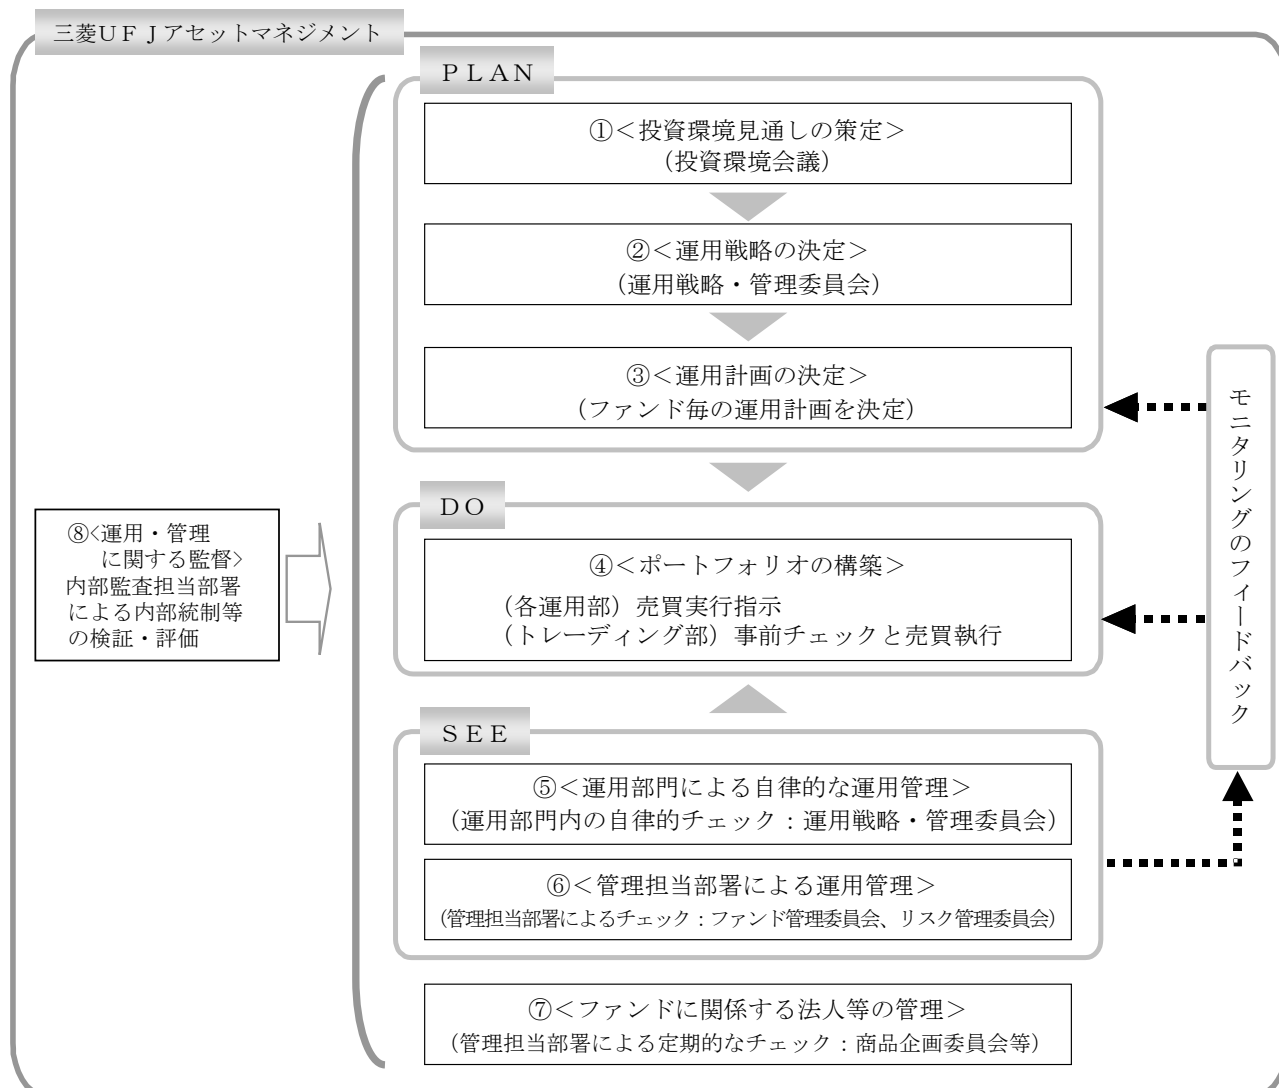 三菱ＵＦＪアセットマネジメント
ＰＬＡＮ
①＜投資環境見通しの策定＞
（投資環境会議）
②＜運用戦略の決定＞
（運用戦略・管理委員会）
③＜運用計画の決定＞
（ファンド毎の運用計画を決定）
ＤＯ
④＜ポートフォリオの構築＞
（各運用部）売買実行指示
（トレーディング部）事前チェックと売買執行
ＳＥＥ
⑤＜運用部門による自律的な運用管理＞
（運用部門内の自律的チェック：運用戦略・管理委員会）
⑥＜管理担当部署による運用管理＞
（管理担当部署によるチェック：ファンド管理委員会、リスク管理委員会）
⑦＜ファンドに関係する法人等の管理＞
（管理担当部署による定期的なチェック：商品企画委員会等）
⑧<運用・管理
に関する監督>
内部監査担当部署
による内部統制等
の検証・評価
モニタリングのフィードバック